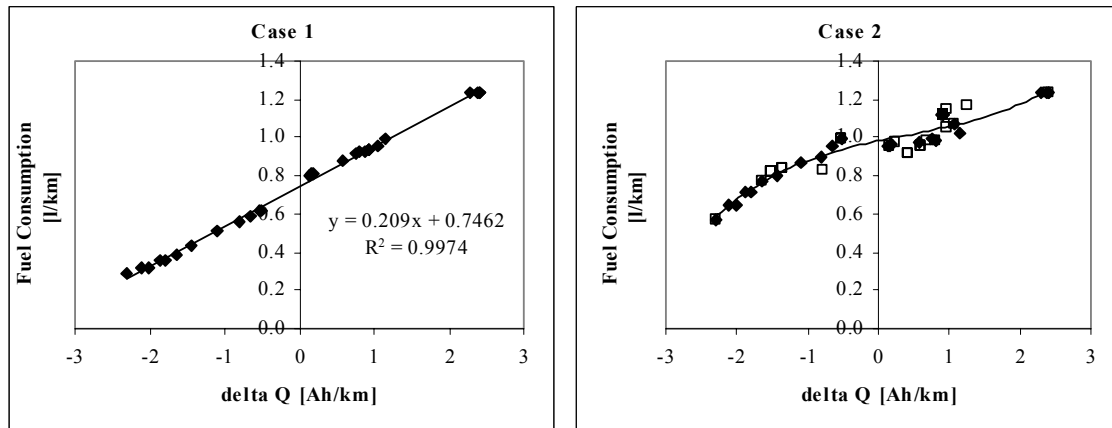 Case 1
Fuel Consumption
[l/km]
1.4
1.2
1.0
0.8
0.6
0.4
0.2
0.0
y = 0.209x + 0.7462
R² = 0.9974
-3 -2 -1 0 1 2 3
delta Q [Ah/km]
Case 2
Fuel Consumption
[l/km]
1.4
1.2
1.0
0.8
0.6
0.4
0.2
0.0
-3 -2 -1 0 1 2 3
delta Q [Ah/km]